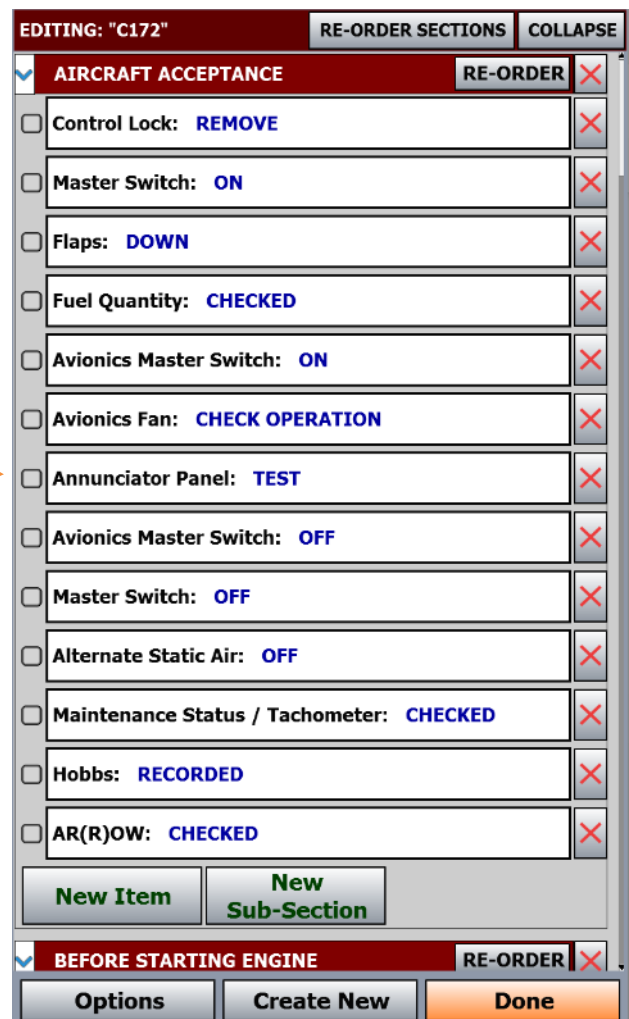 EDITING: "C172" RE-ORDER SECTIONS COLLAPSE
AIRCRAFT ACCEPTANCE RE-ORDER
Control Lock: REMOVE
Master Switch: ON
Flaps: DOWN
Fuel Quantity: CHECKED
Avionics Master Switch: ON
Avionics Fan: CHECK OPERATION
Annunciator Panel: TEST
Avionics Master Switch: OFF
Master Switch: OFF
Alternate Static Air: OFF
Maintenance Status / Tachometer: CHECKED
Hobbs: RECORDED
AR(R)OW: CHECKED
New Item
New
Sub-Section
BEFORE STARTING ENGINE RE-ORDER
Options Create New Done